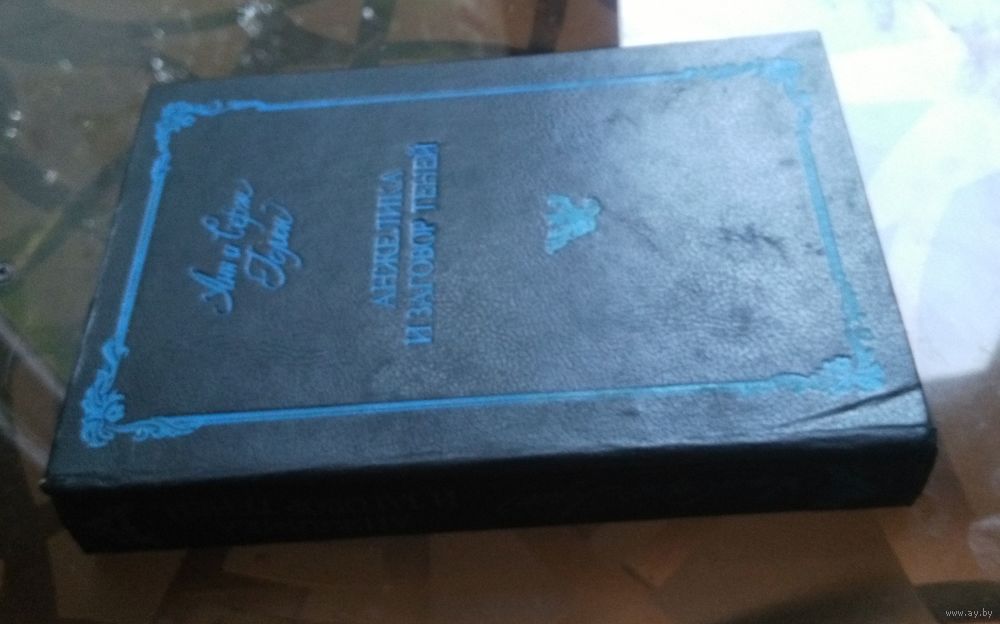 Анн и Серж
Голон
АНЖЕЛИКА
И ЗАГОВОР ТЕНЕЙ
www.ay.by